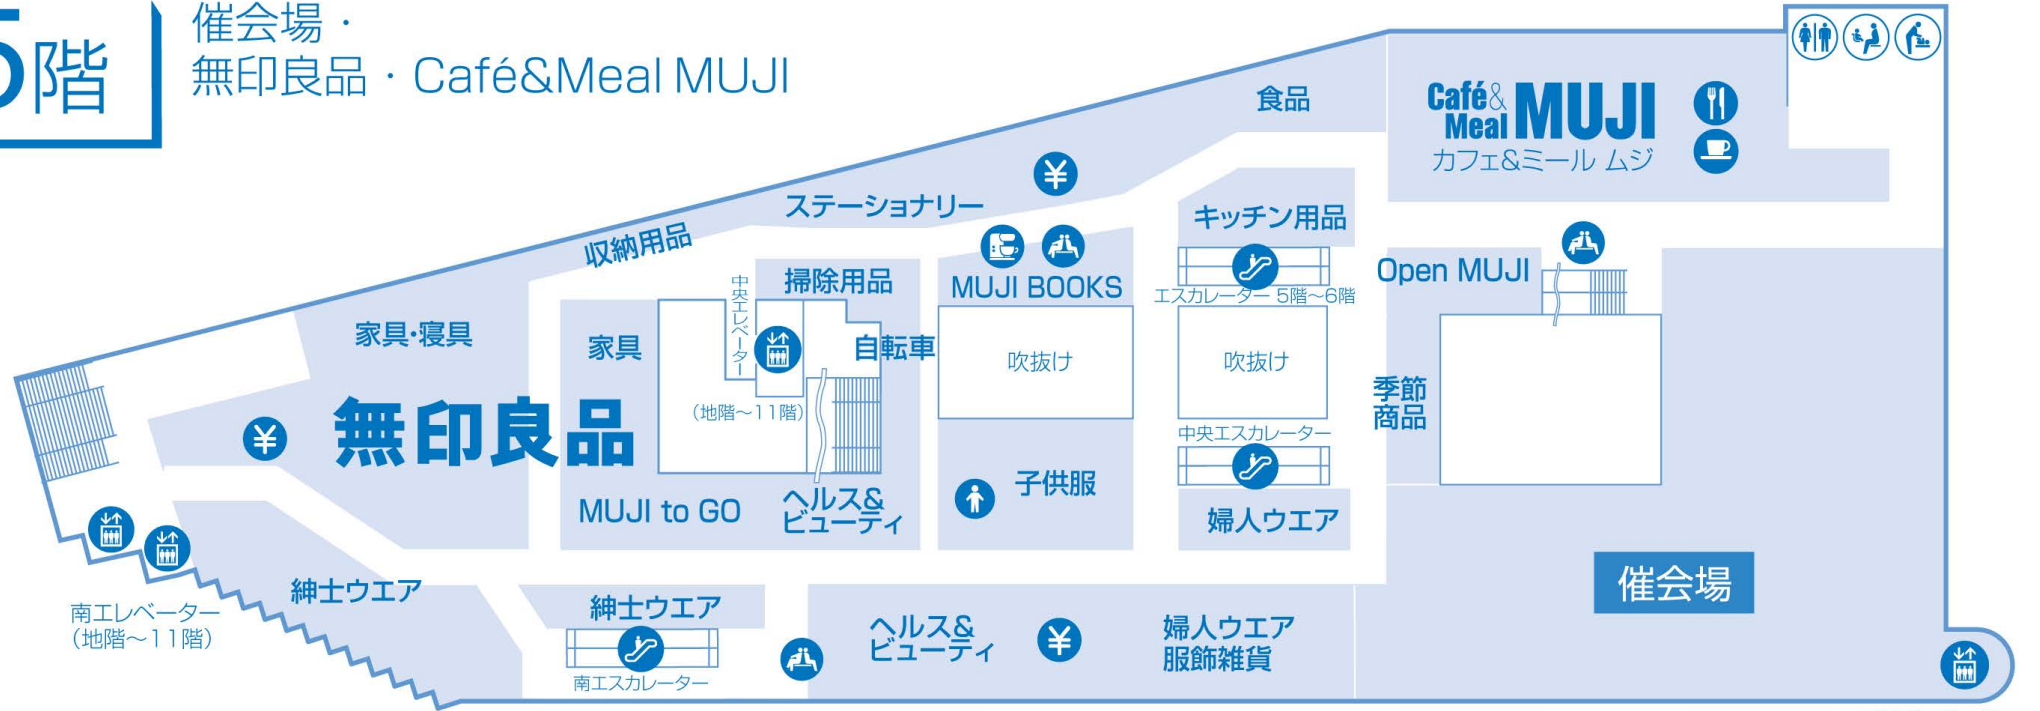 5階
催会場・
無印良品・Café&Meal MUJI
食品
Café&
Meal MUJI
カフェ&ミール ムジ
¥
ステーショナリー
キッチン用品
収納用品
掃除用品
MUJI BOOKS
エスカレーター 5階〜6階
Open MUJI
中央エレベーター
(地階〜11階)
家具・寝具
家具
自転車
吹抜け
吹抜け
季節
商品
¥
無印良品
中央エスカレーター
MUJI to GO
ヘルス&
ビューティ
子供服
婦人ウエア
催会場
南エレベーター
(地階〜11階)
紳士ウエア
紳士ウエア
南エスカレーター
ヘルス&
ビューティ
¥
婦人ウエア
服飾雑貨